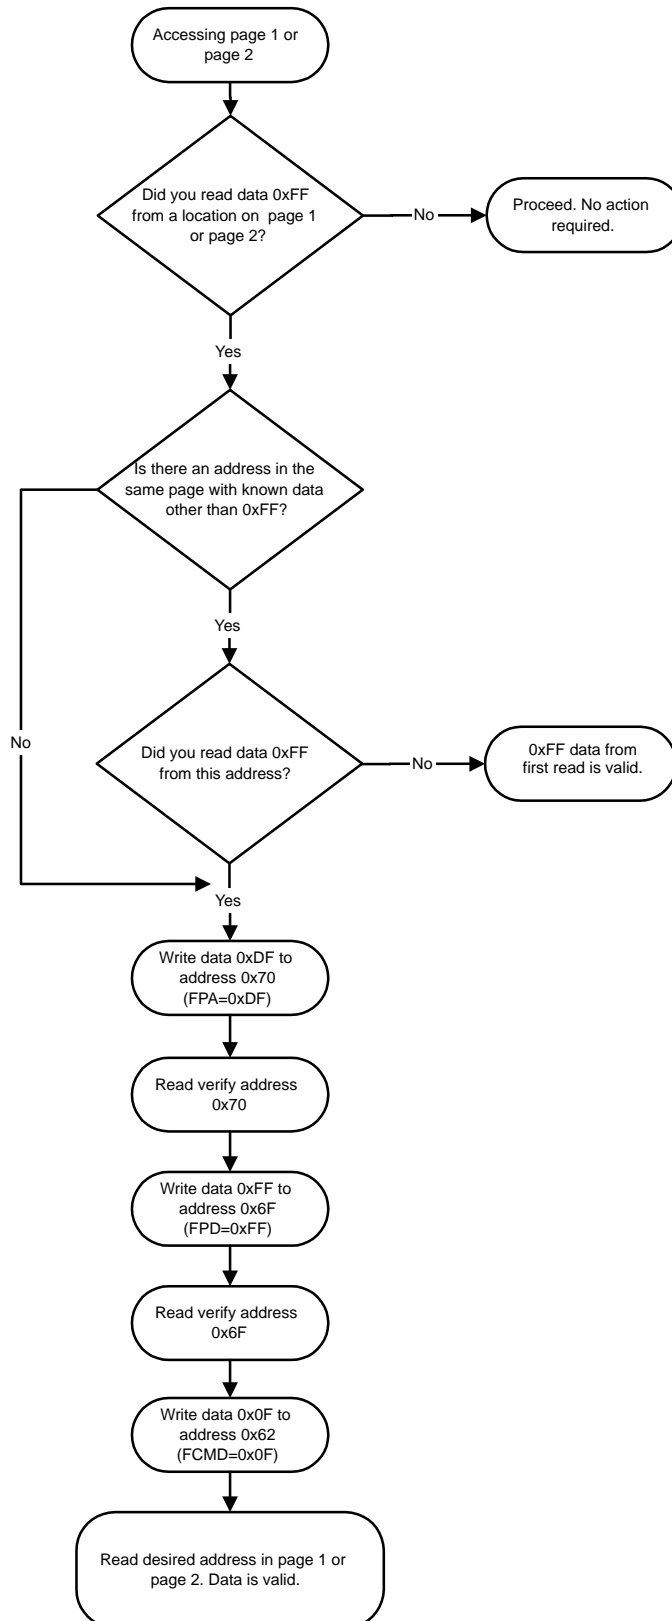 Accessing page 1 or
page 2
Did you read data 0xFF
from a location on page 1
or page 2?
No
Proceed. No action
required.
Yes
Is there an address in the
same page with known data
other than 0xFF?
Yes
No
Did you read data 0xFF
from this address?
No
0xFF data from
first read is valid.
Yes
Write data 0xDF to
address 0x70
(FPA=0xDF)
Read verify address
0x70
Write data 0xFF to
address 0x6F
(FPD=0xFF)
Read verify address
0x6F
Write data 0x0F to
address 0x62
(FCMD=0x0F)
Read desired address in page 1 or
page 2. Data is valid.